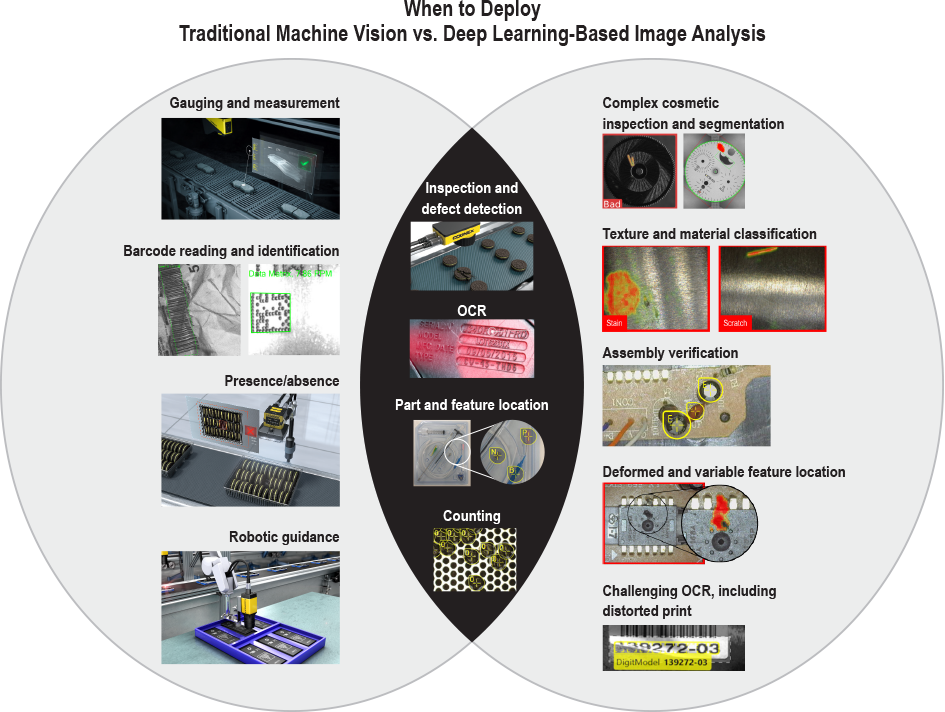 When to Deploy
Traditional Machine Vision vs. Deep Learning-Based Image Analysis
Gauging and measurement
Barcode reading and identification
Presence/absence
Robotic guidance
Inspection and
defect detection
COGNEX
OCR
MODEL
TYPE
Part and feature location
N
P
Counting
Complex cosmetic
inspection and segmentation
Bad
Texture and material classification
Stain
Scratch
Assembly verification
Deformed and variable feature location
Challenging OCR, including
distorted print
139272-03
DigitModel 139272-03